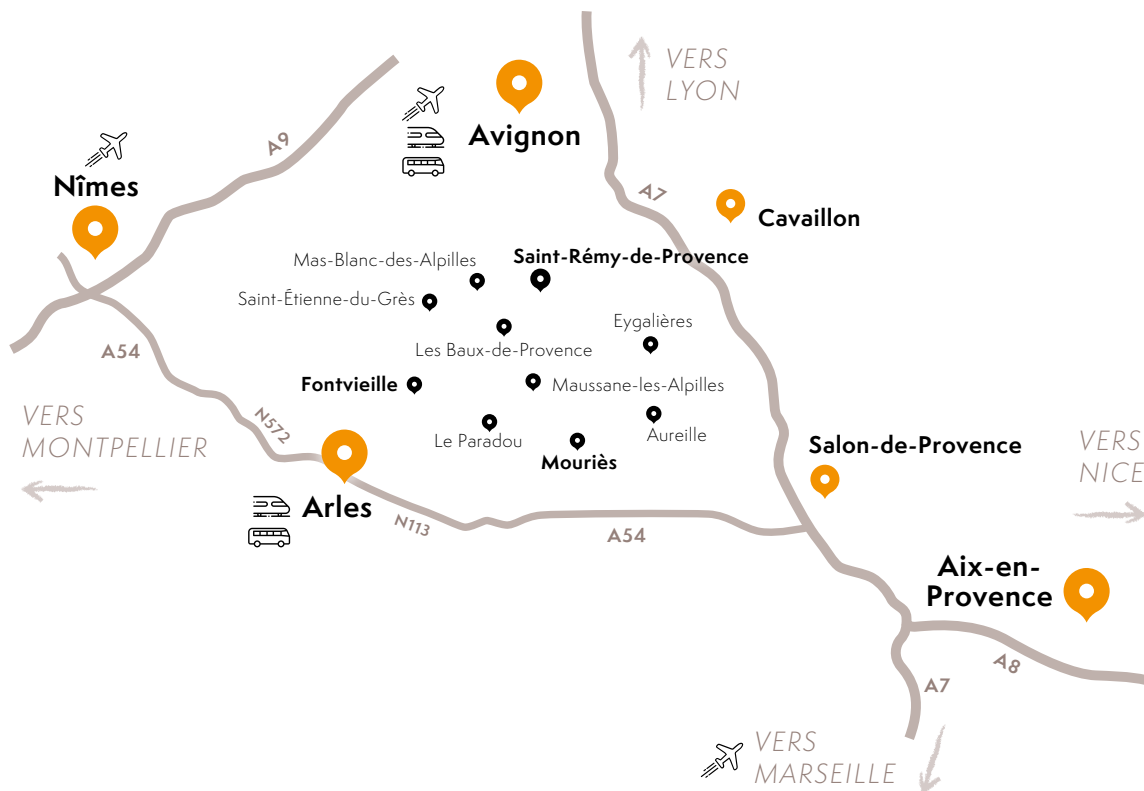 VERS
LYON
A9
Avignon
Nîmes
A7
Cavaillon
Mas-Blanc-des-Alpilles
Saint-Rémy-de-Provence
Saint-Étienne-du-Grès
Eygalières
A54
Les Baux-de-Provence
Fontvieille
Maussane-les-Alpilles
VERS
MONTPELLIER
N572
Le Paradou
Aureille
Mouriès
Salon-de-Provence
VERS
NICE
Arles
N113
A54
Aix-en-
Provence
A8
A7
VERS
MARSEILLE